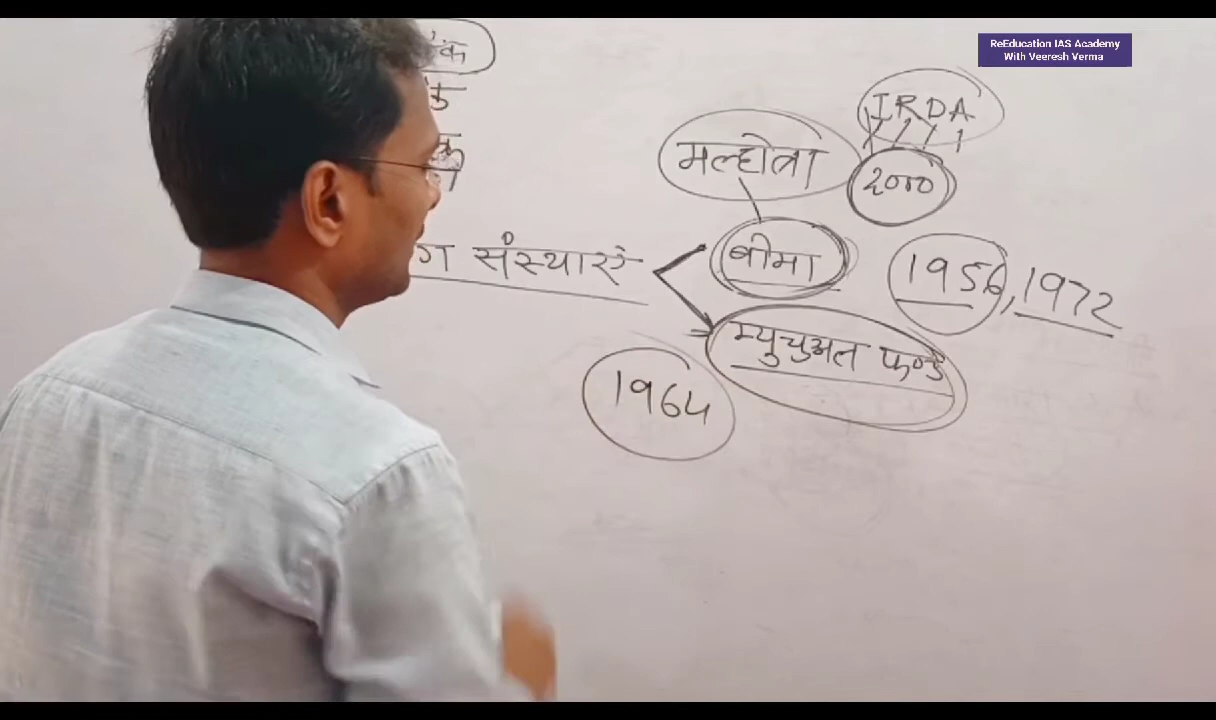 ReEducation IAS Academy
With Veeresh Verma
IRDA
मल्होत्रा
2000
संस्थाएं
बीमा
1956, 1972
म्युचुअल फण्ड
1964